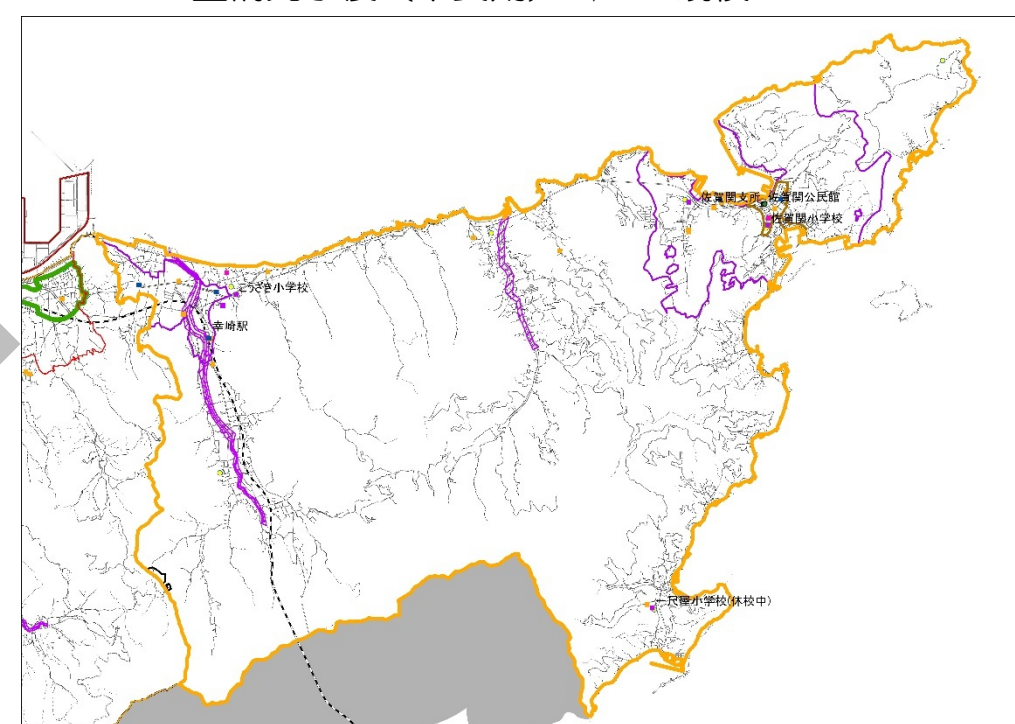 佐賀関支所
佐賀関公民館
佐賀関小学校
こうざき小学校
幸崎駅
一尺屋小学校(休校中)